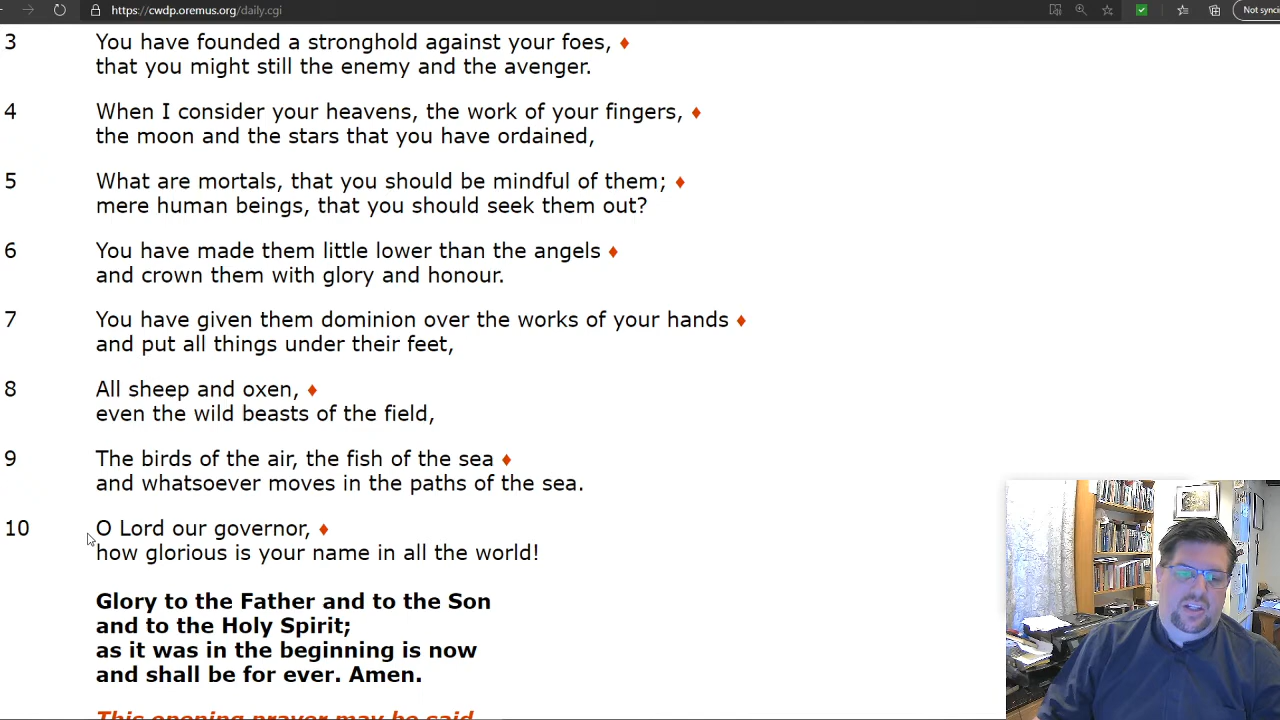 https://cwdp.oremus.org/daily.cgi
Not synci
3 You have founded a stronghold against your foes, ♦
that you might still the enemy and the avenger.
4 When I consider your heavens, the work of your fingers, ♦
the moon and the stars that you have ordained,
5 What are mortals, that you should be mindful of them; ♦
mere human beings, that you should seek them out?
6 You have made them little lower than the angels ♦
and crown them with glory and honour.
7 You have given them dominion over the works of your hands ♦
and put all things under their feet,
8 All sheep and oxen, ♦
even the wild beasts of the field,
9 The birds of the air, the fish of the sea ♦
and whatsoever moves in the paths of the sea.
10 O Lord our governor, ♦
how glorious is your name in all the world!
Glory to the Father and to the Son
and to the Holy Spirit;
as it was in the beginning is now
and shall be for ever. Amen.
This opening prayer may be said